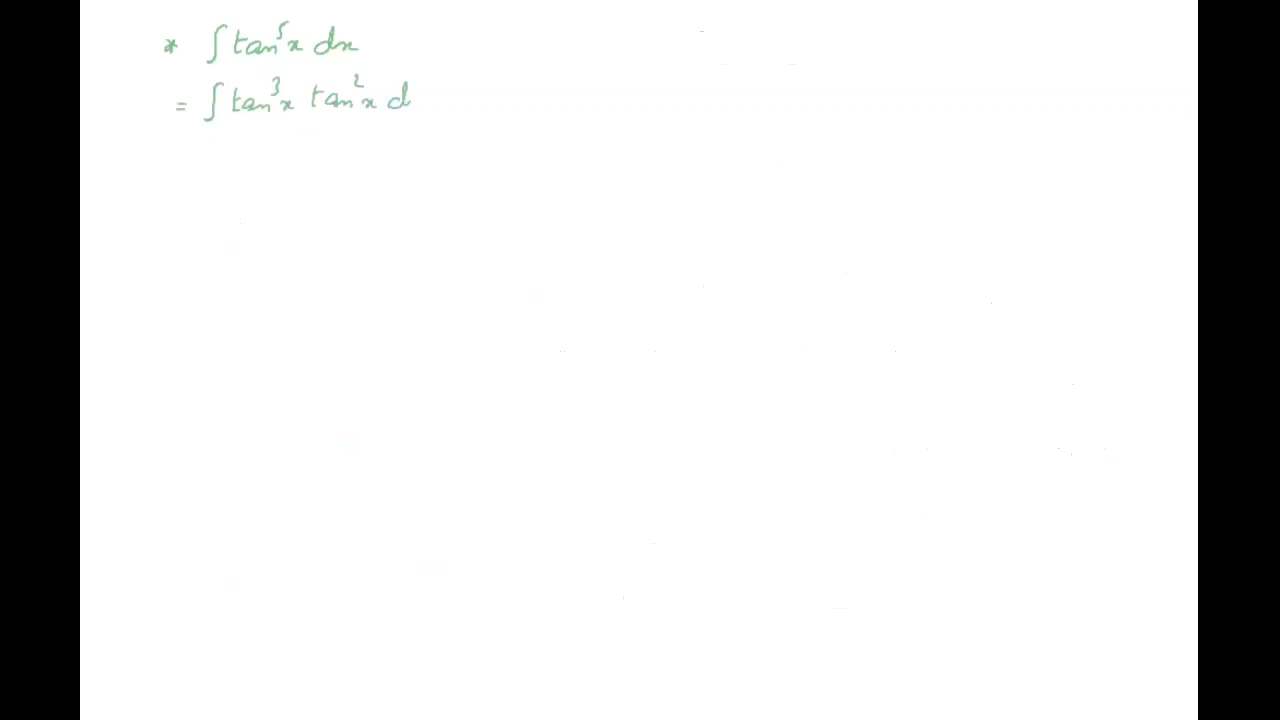 * ∫ tan⁵x dx
= ∫ tan³x tan²x d